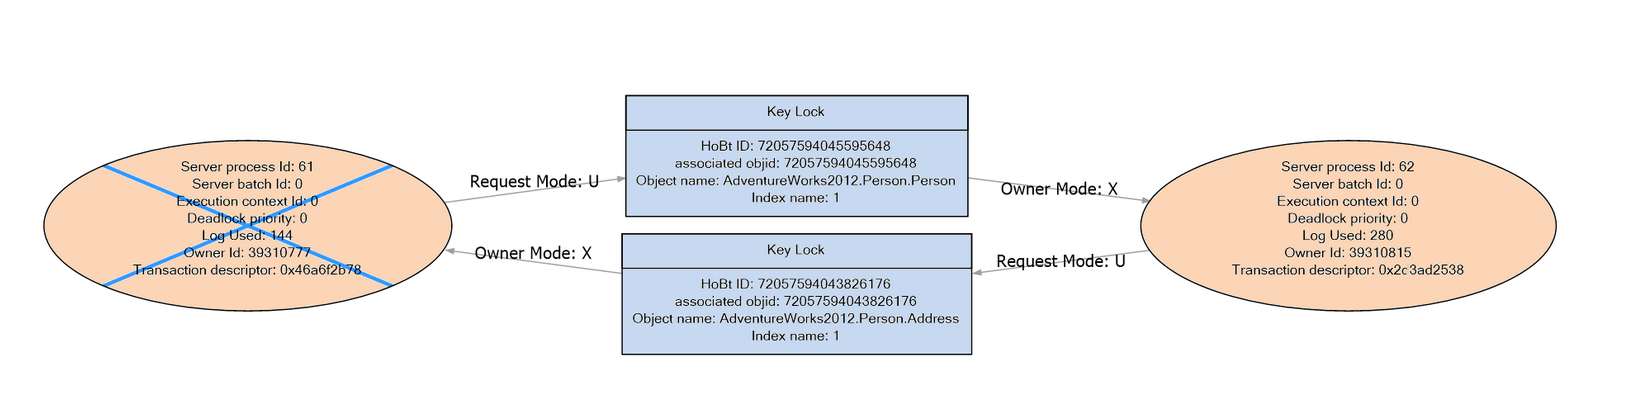 Server process Id: 61
Server batch Id: 0
Execution context Id: 0
Deadlock priority: 0
Log Used: 144
Owner Id: 39310777
Transaction descriptor: 0x46a6f2b78
Request Mode: U
Owner Mode: X
Key Lock
HoBt ID: 72057594045595648
associated objid: 72057594045595648
Object name: AdventureWorks2012.Person.Person
Index name: 1
Key Lock
HoBt ID: 72057594043826176
associated objid: 72057594043826176
Object name: AdventureWorks2012.Person.Address
Index name: 1
Owner Mode: X
Request Mode: U
Server process Id: 62
Server batch Id: 0
Execution context Id: 0
Deadlock priority: 0
Log Used: 280
Owner Id: 39310815
Transaction descriptor: 0x2c3ad2538